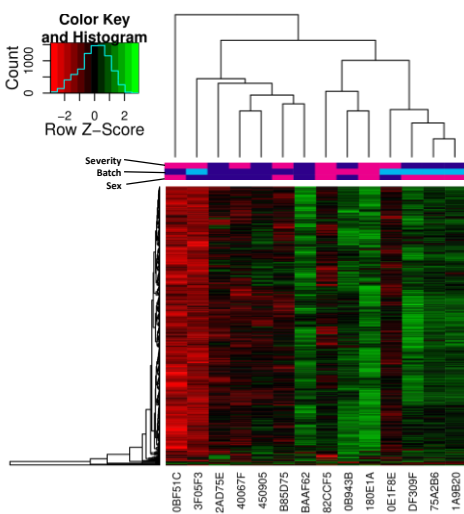 Color Key
and Histogram
Count
0
1000
-2
0
2
Row Z-Score
Severity
Batch
Sex
0BF51C
3F05F3
2AD75E
40067F
450905
B85D75
BAAF62
82CCF5
0B943B
180E1A
0E1F8E
DF309F
75A2B6
1A9B20